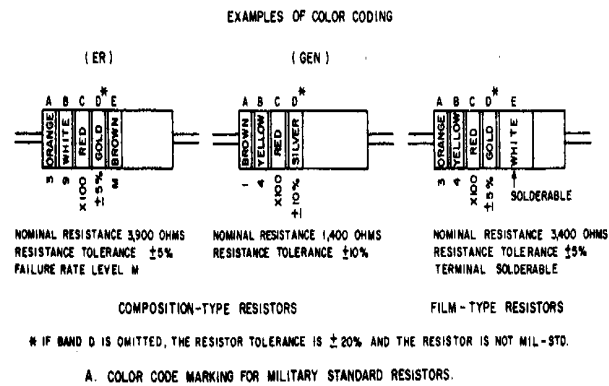 EXAMPLES OF COLOR CODING
(ER)
A B C D* E
ORANGE WHITE RED GOLD BROWN
3 9 X100 ±5% M
NOMINAL RESISTANCE 3,900 OHMS
RESISTANCE TOLERANCE ±5%
FAILURE RATE LEVEL M
(GEN)
A B C D*
BROWN YELLOW RED SILVER
1 4 X100 ±10%
NOMINAL RESISTANCE 1,400 OHMS
RESISTANCE TOLERANCE ±10%
COMPOSITION-TYPE RESISTORS
A B C D* E
ORANGE YELLOW RED GOLD WHITE
3 4 X100 ±5% SOLDERABLE
NOMINAL RESISTANCE 3,400 OHMS
RESISTANCE TOLERANCE ±5%
TERMINAL SOLDERABLE
FILM-TYPE RESISTORS
* IF BAND D IS OMITTED, THE RESISTOR TOLERANCE IS ±20% AND THE RESISTOR IS NOT MIL-STD.
A. COLOR CODE MARKING FOR MILITARY STANDARD RESISTORS.